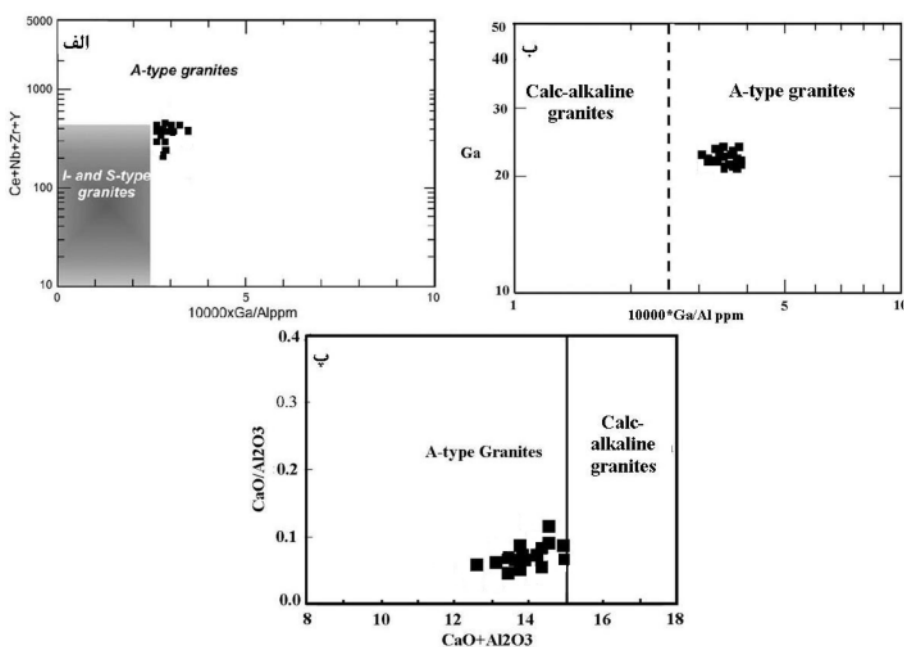 الف
A-type granites
I- and S-type
granites
Ce+Nb+Zr+Y
5000
1000
100
10
0
5
10
10000xGa/Alppm
ب
Calc-alkaline
granites
A-type granites
Ga
50
30
20
10
1
5
10
10000*Ga/Al ppm
پ
A-type Granites
Calc-
alkaline
granites
CaO/Al2O3
0.4
0.3
0.2
0.1
0.0
8
10
12
14
16
18
CaO+Al2O3